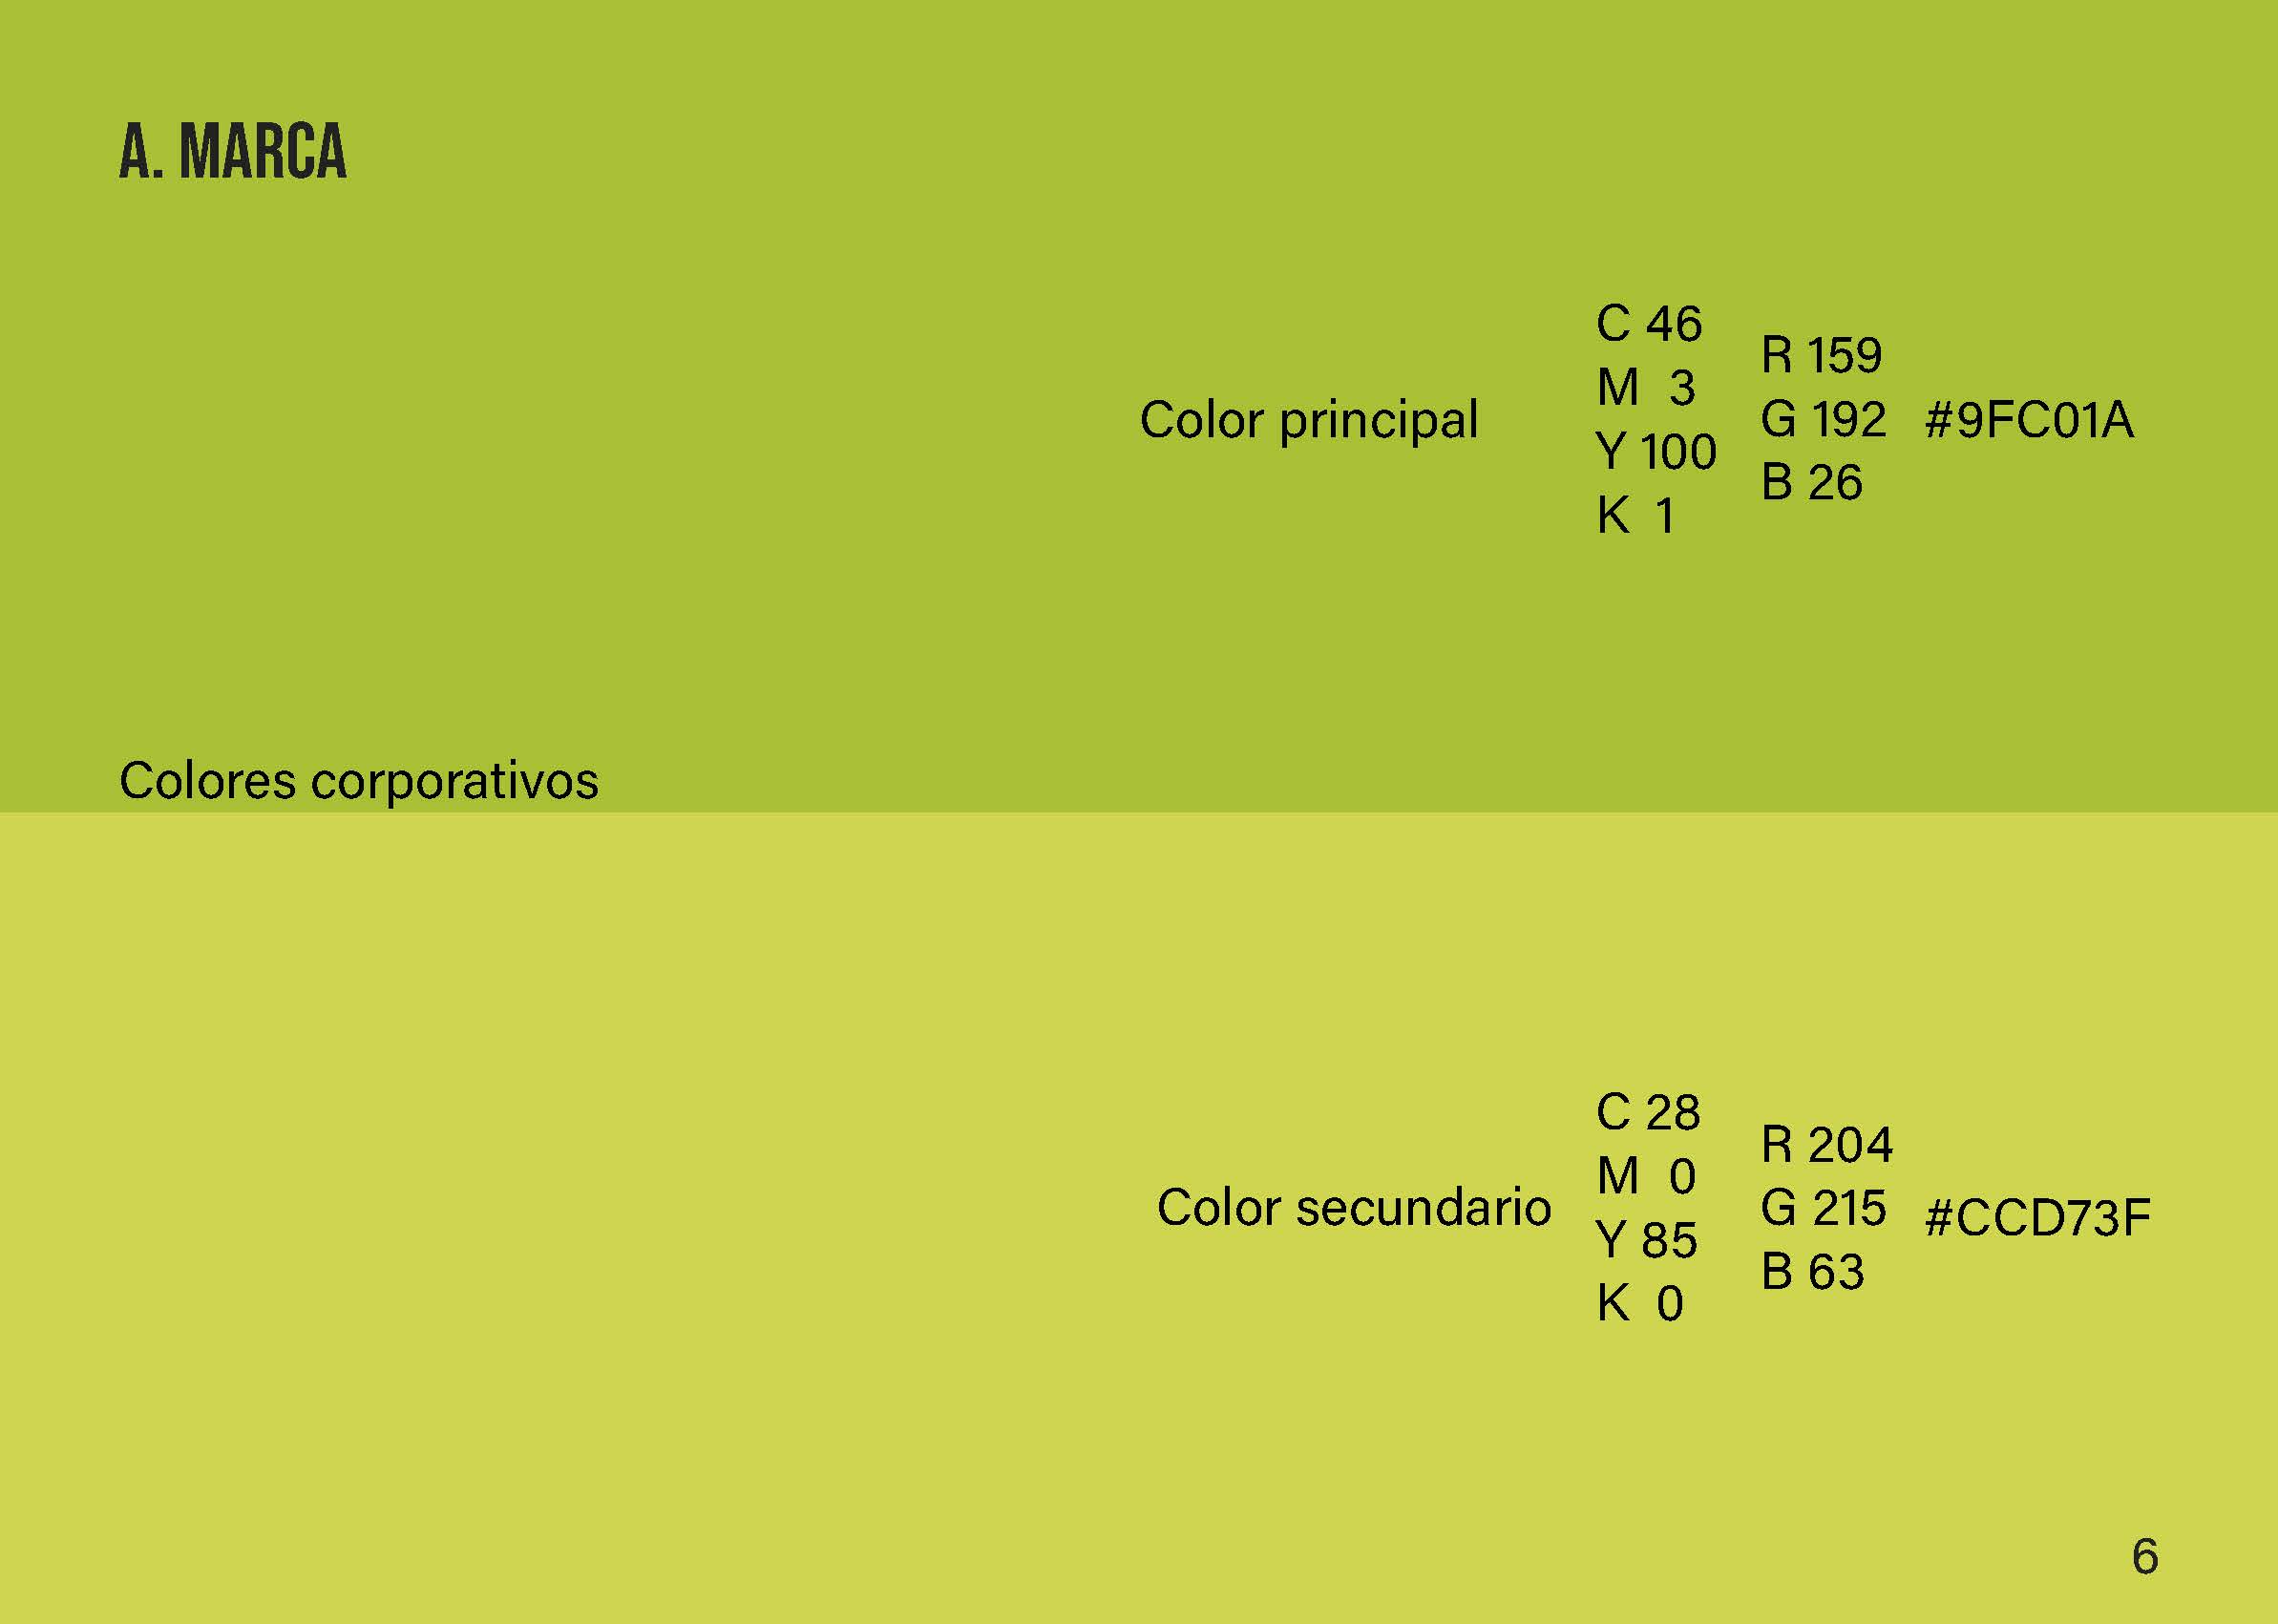 A. MARCA
Color principal
C 46
M 3
Y 100
K 1
R 159
G 192
B 26
#9FC01A
Colores corporativos
Color secundario
C 28
M 0
Y 85
K 0
R 204
G 215
B 63
#CCD73F
6